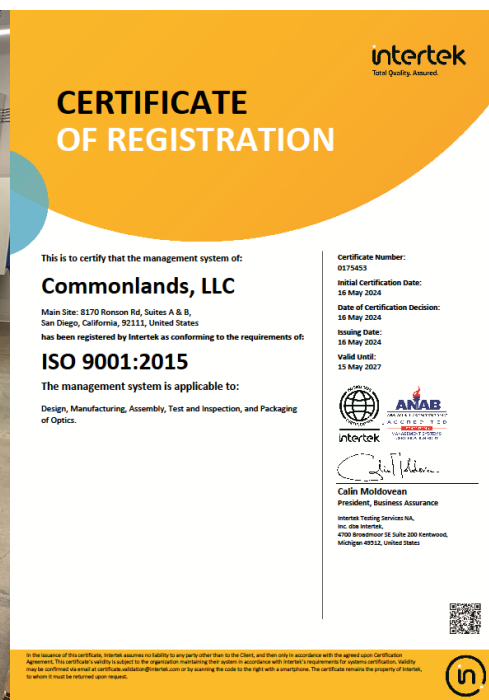 intertek
Total Quality. Assured.
CERTIFICATE
OF REGISTRATION
This is to certify that the management system of:
Commonlands, LLC
Main Site: 8170 Ronson Rd, Suites A & B,
San Diego, California, 92111, United States
has been registered by Intertek as conforming to the requirements of:
ISO 9001:2015
The management system is applicable to:
Design, Manufacturing, Assembly, Test and Inspection, and Packaging
of Optics.
Certificate Number:
0175453
Initial Certification Date:
16 May 2024
Date of Certification Decision:
16 May 2024
Issuing Date:
16 May 2024
Valid Until:
15 May 2027
intertek
ANAB
ACCREDITED
Calin Moldovean
President, Business Assurance
Intertek Testing Services NA,
Inc. dba Intertek,
4700 Broadmoor SE Suite 200 Kentwood,
Michigan 49512, United States
In the issuance of this certificate, Intertek assumes no liability to any party other than to the Client, and then only in accordance with the agreed upon Certification
Agreement. This certificate's validity is subject to the organization maintaining their system in accordance with Intertek's requirements for systems certification. Validity
may be confirmed via email at certificate.validation@intertek.com or by scanning the code to the right with a smartphone. The certificate remains the property of Intertek,
to whom it must be returned upon request.
in